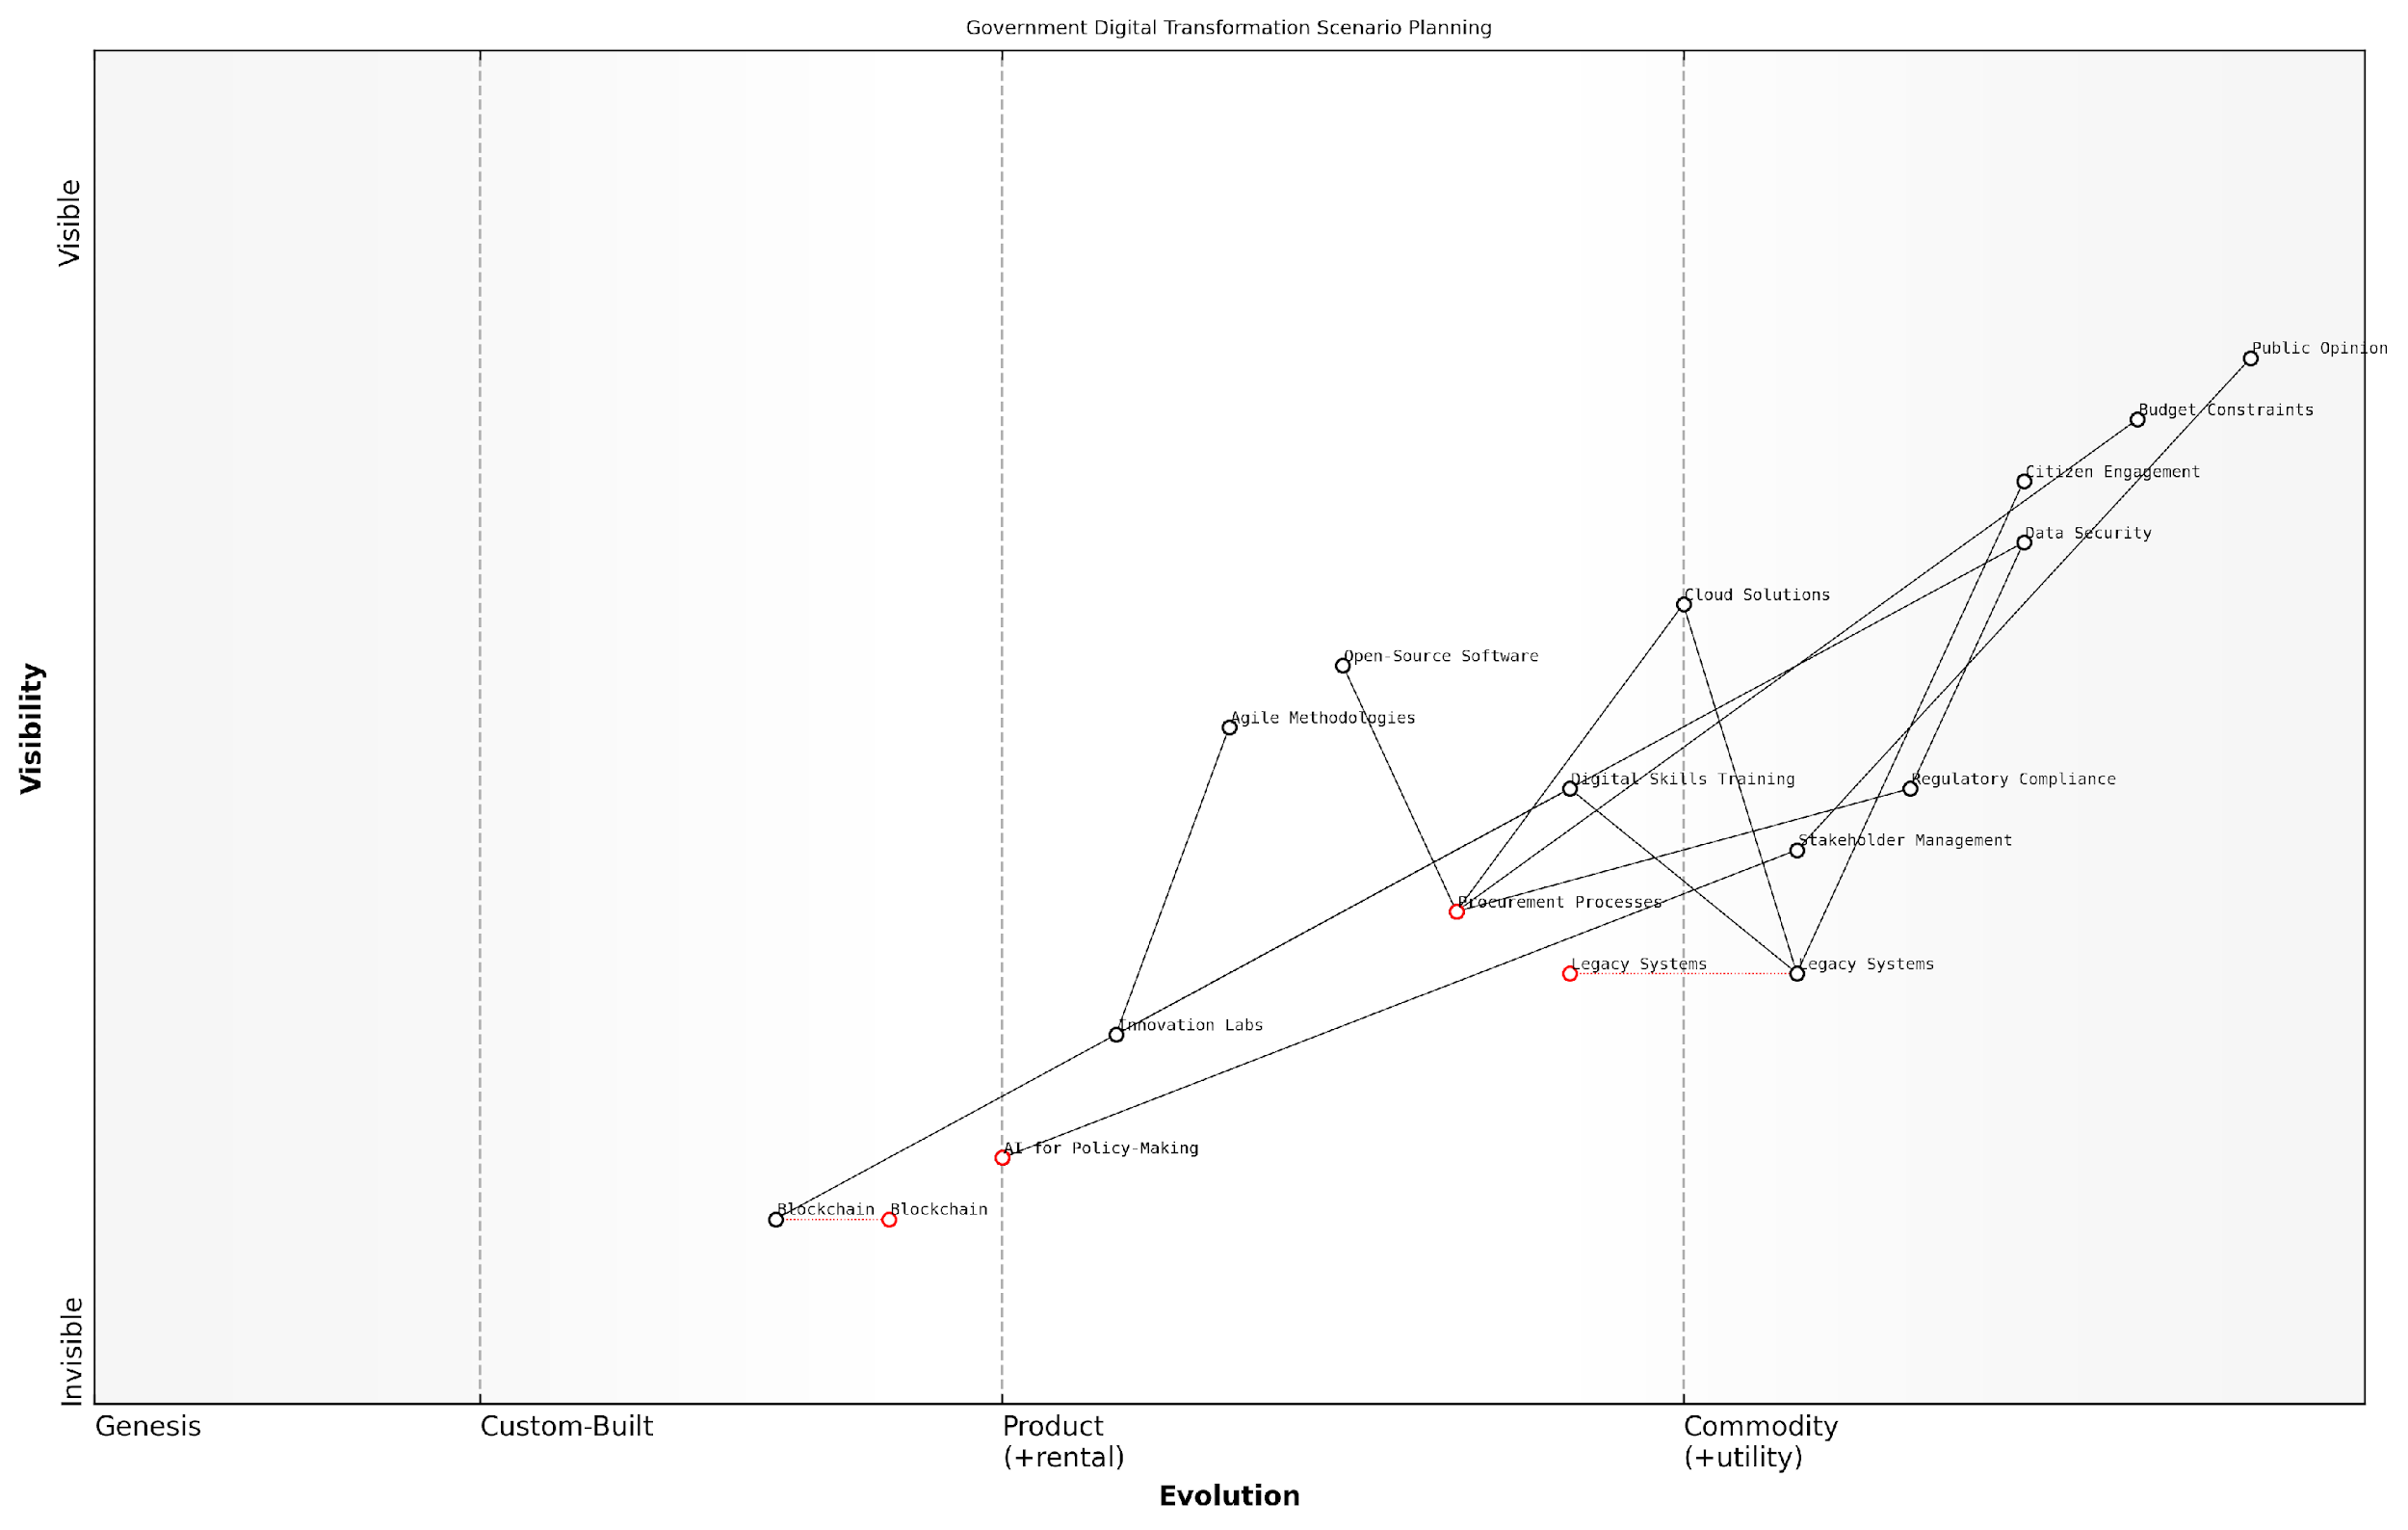 Government Digital Transformation Scenario Planning
Visible
Public Opinion
Budget Constraints
Citizen Engagement
Data Security
Cloud Solutions
Open-Source Software
Agile Methodologies
Digital Skills Training
Regulatory Compliance
Stakeholder Management
Visibility
Procurement Processes
Legacy Systems
Legacy Systems
Innovation Labs
AI for Policy-Making
Blockchain
Blockchain
Invisible
Genesis
Custom-Built
Product
(+rental)
Commodity
(+utility)
Evolution